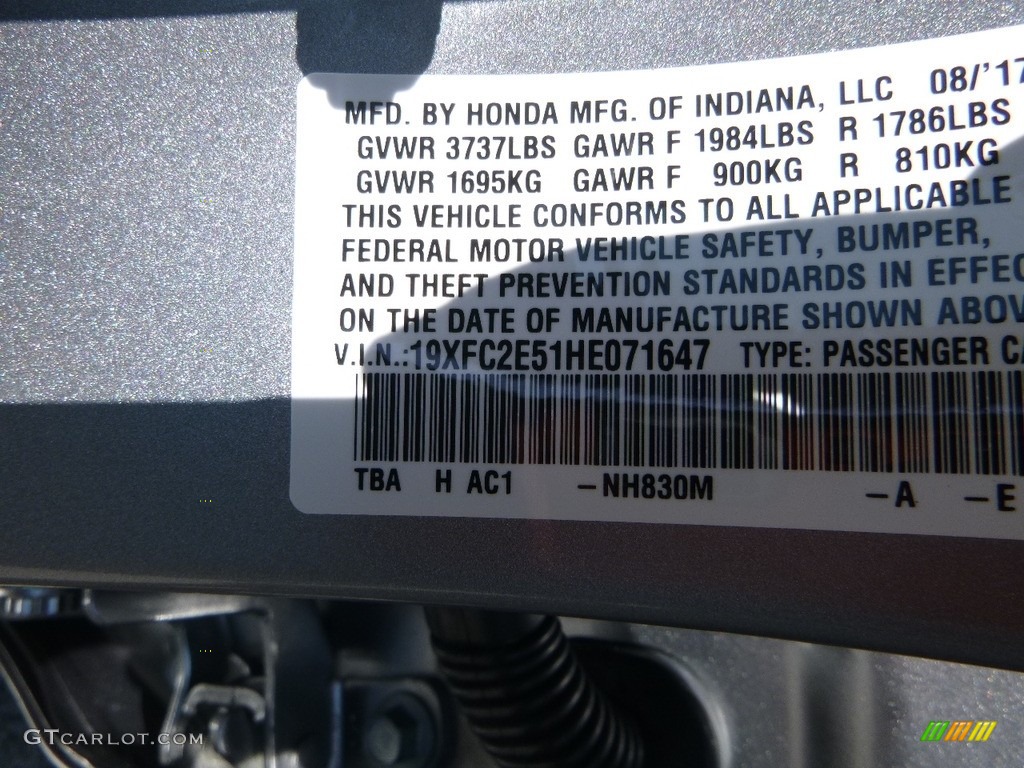 MFD. BY HONDA MFG. OF INDIANA, LLC 08/'17
GVWR 3737LBS GAWR F 1984LBS R 1786LBS
GVWR 1695KG GAWR F 900KG R 810KG
THIS VEHICLE CONFORMS TO ALL APPLICABLE
FEDERAL MOTOR VEHICLE SAFETY, BUMPER,
AND THEFT PREVENTION STANDARDS IN EFFEC
ON THE DATE OF MANUFACTURE SHOWN ABOV
V.I.N.:19XFC2E51HE071647 TYPE: PASSENGER CA
TBA H AC1 -NH830M -A -E
GTCARLOT.COM